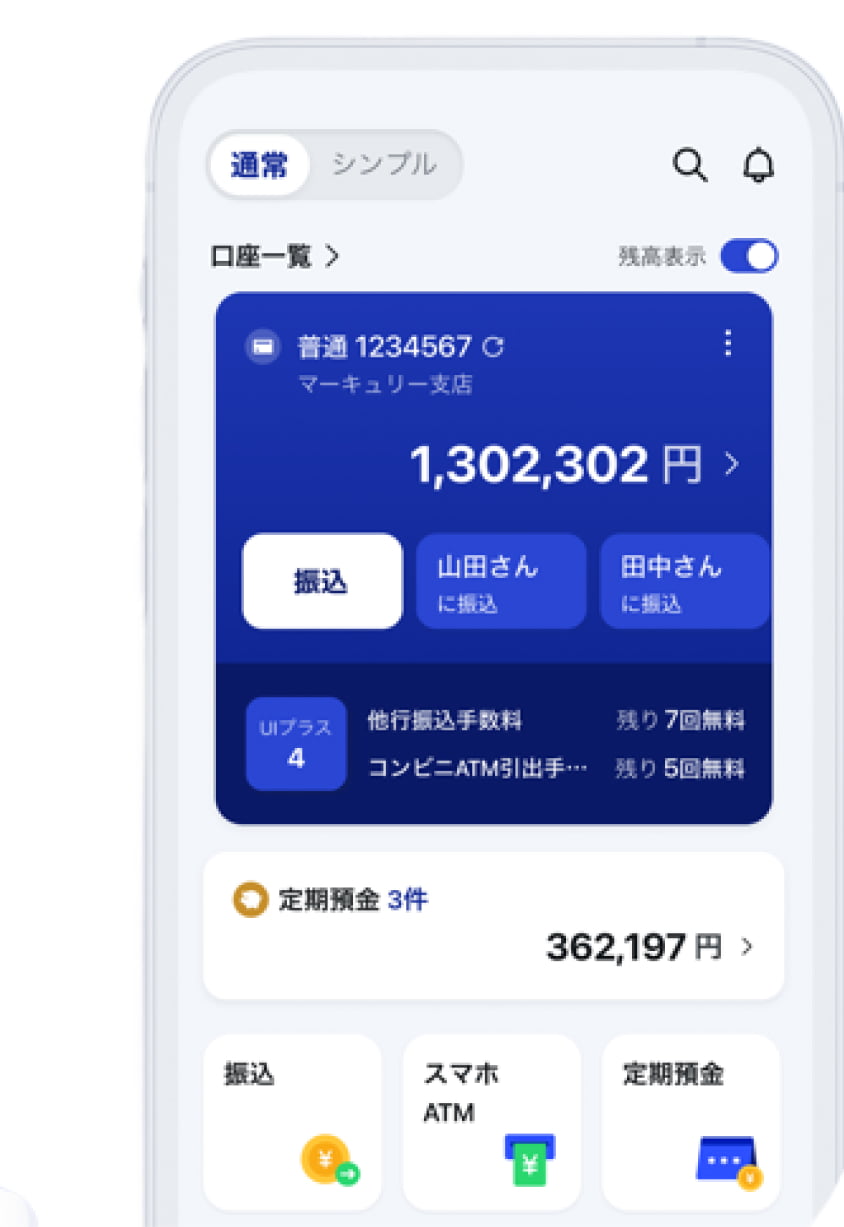 通常 シンプル
口座一覧 > 残高表示
普通 1234567
マーキュリー支店
1,302,302 円 >
振込
山田さん
に振込
田中さん
に振込
UIプラス
4
他行振込手数料 残り 7回無料
コンビニATM引出手… 残り 5回無料
定期預金 3件
362,197 円 >
振込
スマホ
ATM
定期預金
¥
¥
¥